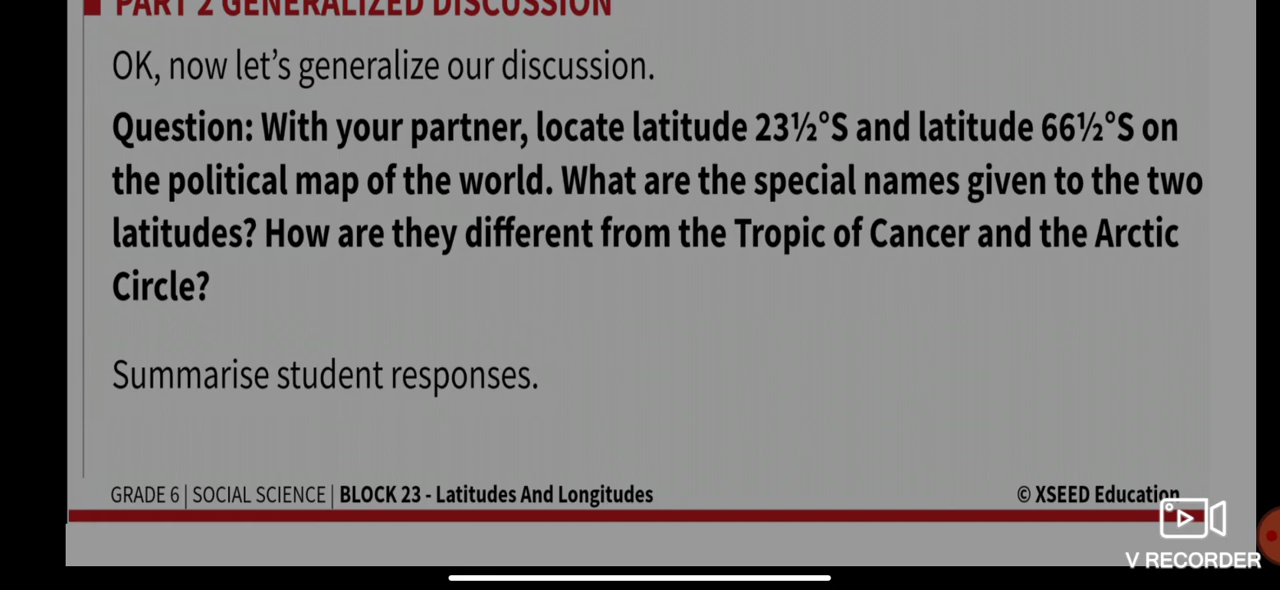 PART 2 GENERALIZED DISCUSSION
OK, now let’s generalize our discussion.
Question: With your partner, locate latitude 23½°S and latitude 66½°S on
the political map of the world. What are the special names given to the two
latitudes? How are they different from the Tropic of Cancer and the Arctic
Circle?
Summarise student responses.
GRADE 6 | SOCIAL SCIENCE | BLOCK 23 - Latitudes And Longitudes
© XSEED Education
V RECORDER